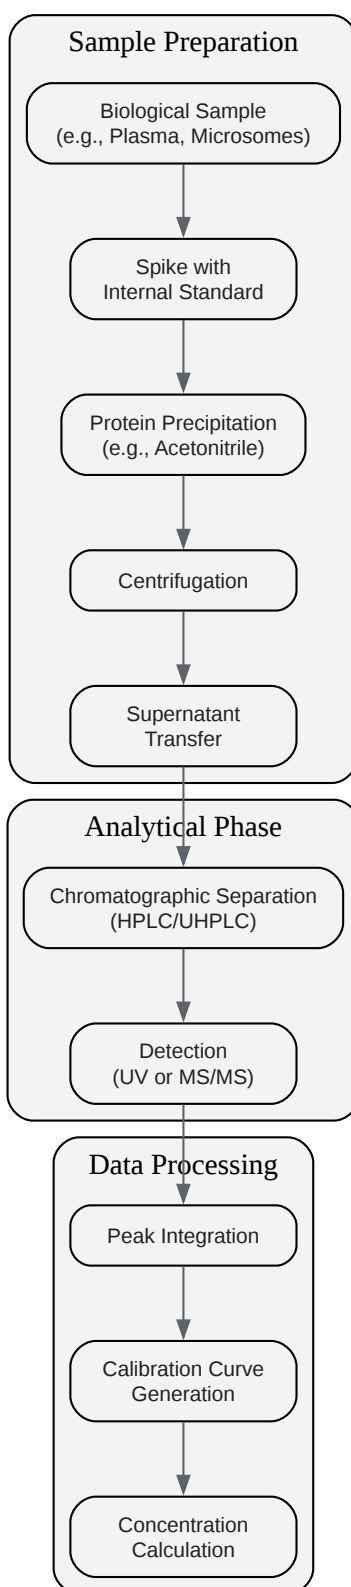 Sample Preparation
Biological Sample
(e.g., Plasma, Microsomes)
Spike with
Internal Standard
Protein Precipitation
(e.g., Acetonitrile)
Centrifugation
Supernatant
Transfer
Analytical Phase
Chromatographic Separation
(HPLC/UHPLC)
Detection
(UV or MS/MS)
Data Processing
Peak Integration
Calibration Curve
Generation
Concentration
Calculation